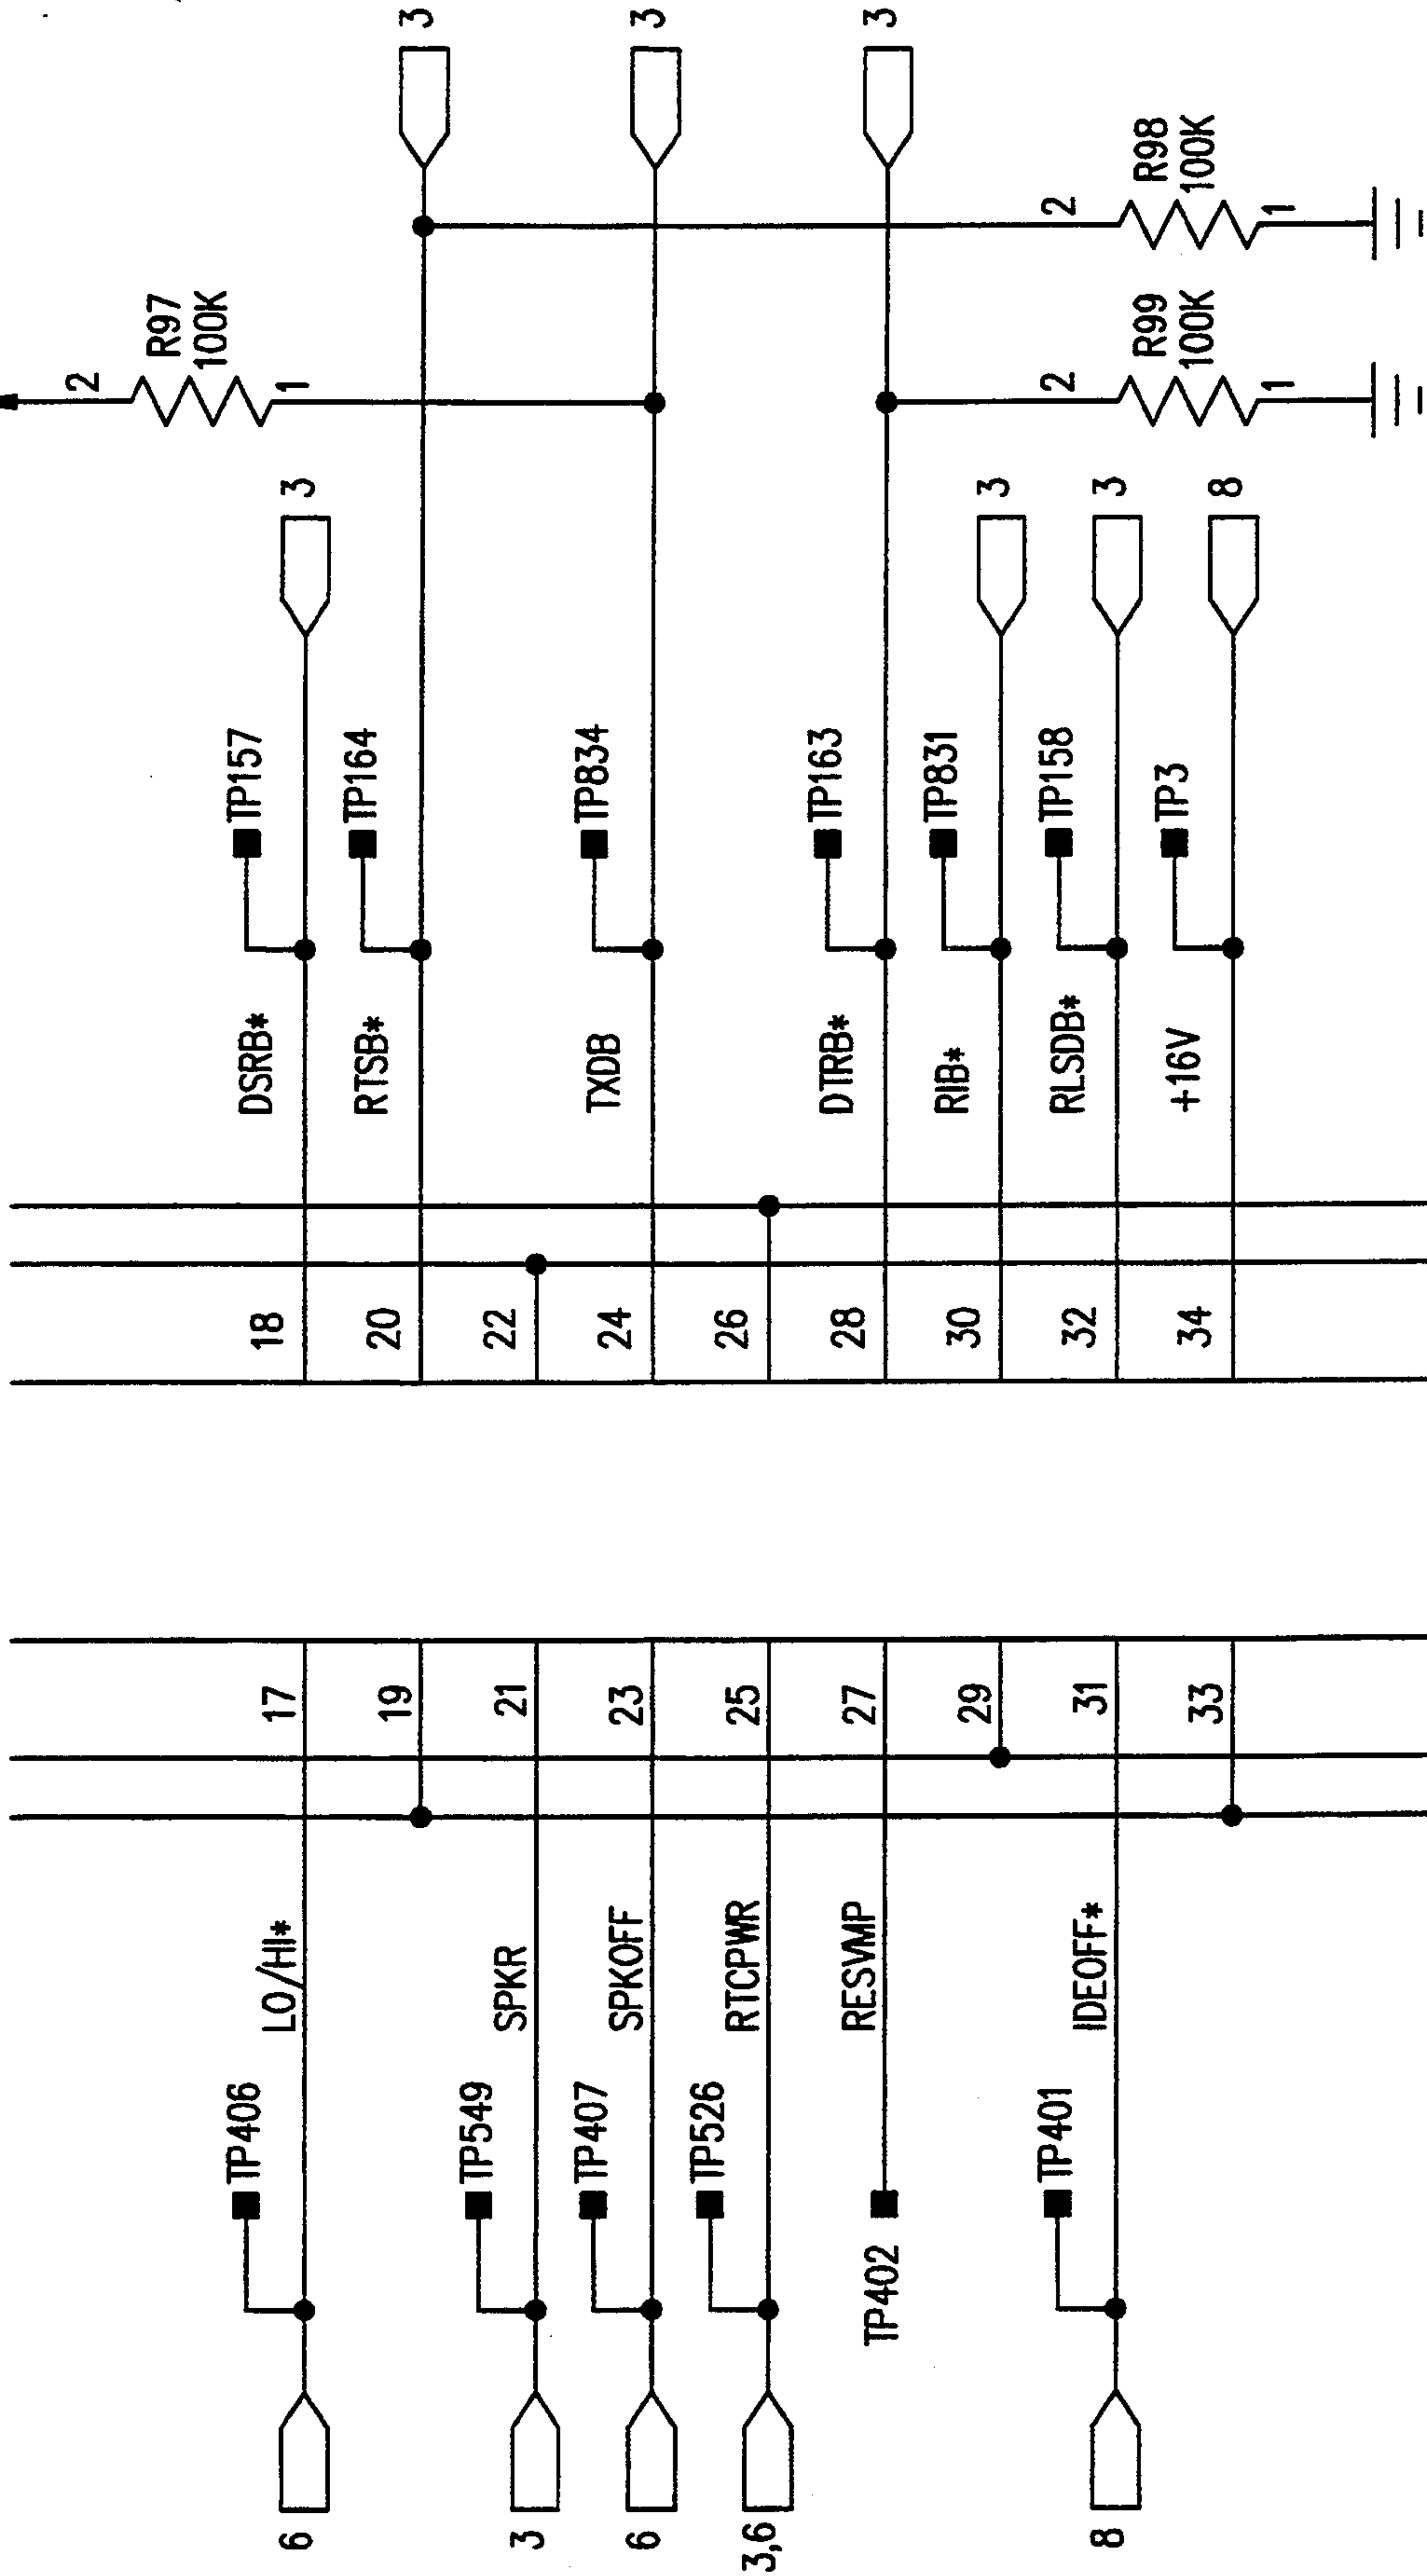 2
R97
100K
1
TP406
TP157
6
LO/HI*
17
18
DSRB*
3
TP164
19
20
RTSB*
3
TP549
3
SPKR
21
22
TP407
TP834
6
SPKOFF
23
24
TXDB
3
TP526
3,6
RTCPWR
25
26
TP163
TP402
RESVMP
27
28
DTRB*
3
TP831
29
30
RIB*
3
TP401
TP158
8
IDEOFF*
31
32
RLSDB*
3
TP3
33
34
+16V
8
2
R99
100K
1
2
R98
100K
1